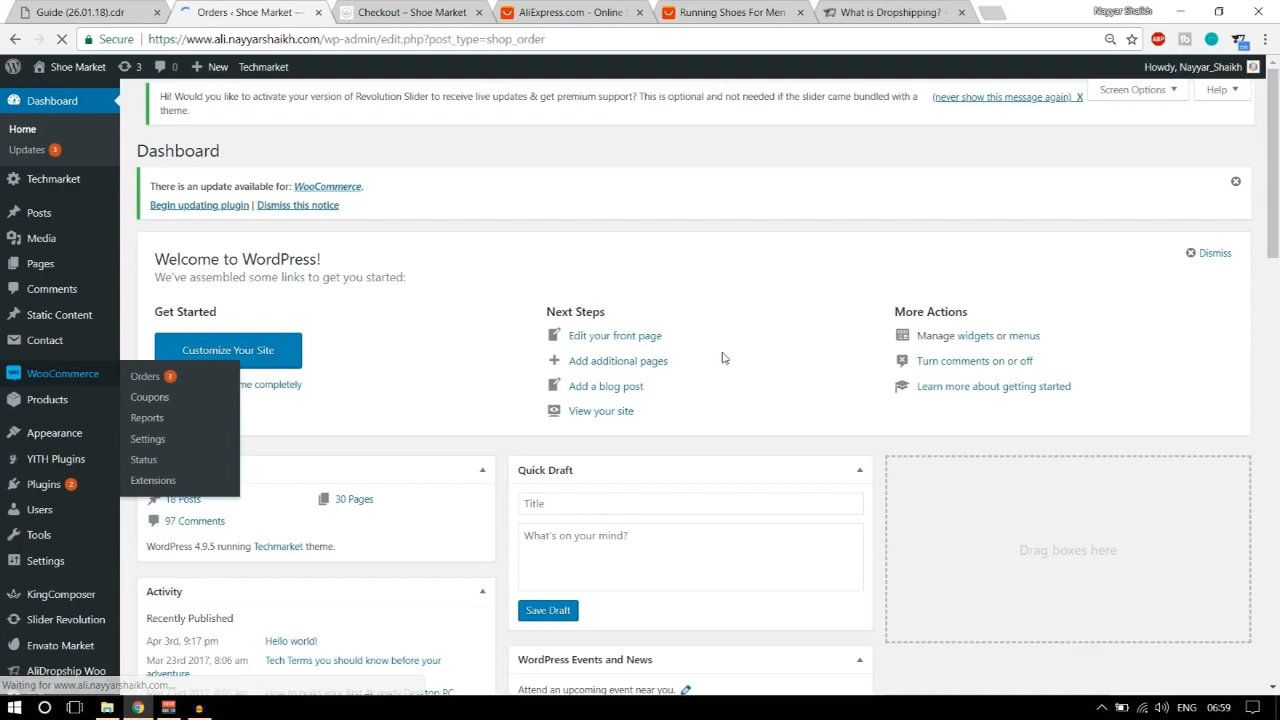 Guide (26.01.18).cdr
Orders ‹ Shoe Market —
Checkout – Shoe Market
AliExpress.com - Online S
Running Shoes For Men
What is Dropshipping?
Nayyar Shaikh
Secure
https://www.ali.nayyarshaikh.com/wp-admin/edit.php?post_type=shop_order
ABP
on
Shoe Market
3
0
New
Techmarket
Howdy, Nayyar_Shaikh
Dashboard
Home
Updates 3
Techmarket
Posts
Media
Pages
Comments
Static Content
Contact
WooCommerce
Products
Appearance
YITH Plugins
Plugins 2
Users
Tools
Settings
KingComposer
Slider Revolution
Envato Market
AliDropship Woo
Orders 3
Coupons
Reports
Settings
Status
Extensions
Hi! Would you like to activate your version of Revolution Slider to receive live updates & get premium support? This is optional and not needed if the slider came bundled with a
theme.
(never show this message again) X
Screen Options
Help
Dashboard
There is an update available for: WooCommerce.
Begin updating plugin | Dismiss this notice
Welcome to WordPress!
We've assembled some links to get you started:
Dismiss
Get Started
Customize Your Site
me completely
Next Steps
Edit your front page
Add additional pages
Add a blog post
View your site
More Actions
Manage widgets or menus
Turn comments on or off
Learn more about getting started
18 Posts
30 Pages
97 Comments
WordPress 4.9.5 running Techmarket theme.
Activity
Recently Published
Apr 3rd, 9:17 pm
Hello world!
Mar 23rd 2017, 8:06 am
Tech Terms you should know before your
adventure
How to build your first 4k ready Desktop PC
Quick Draft
Title
What's on your mind?
Save Draft
WordPress Events and News
Attend an upcoming event near you.
Drag boxes here
Waiting for www.ali.nayyarshaikh.com...
ENG
06:59